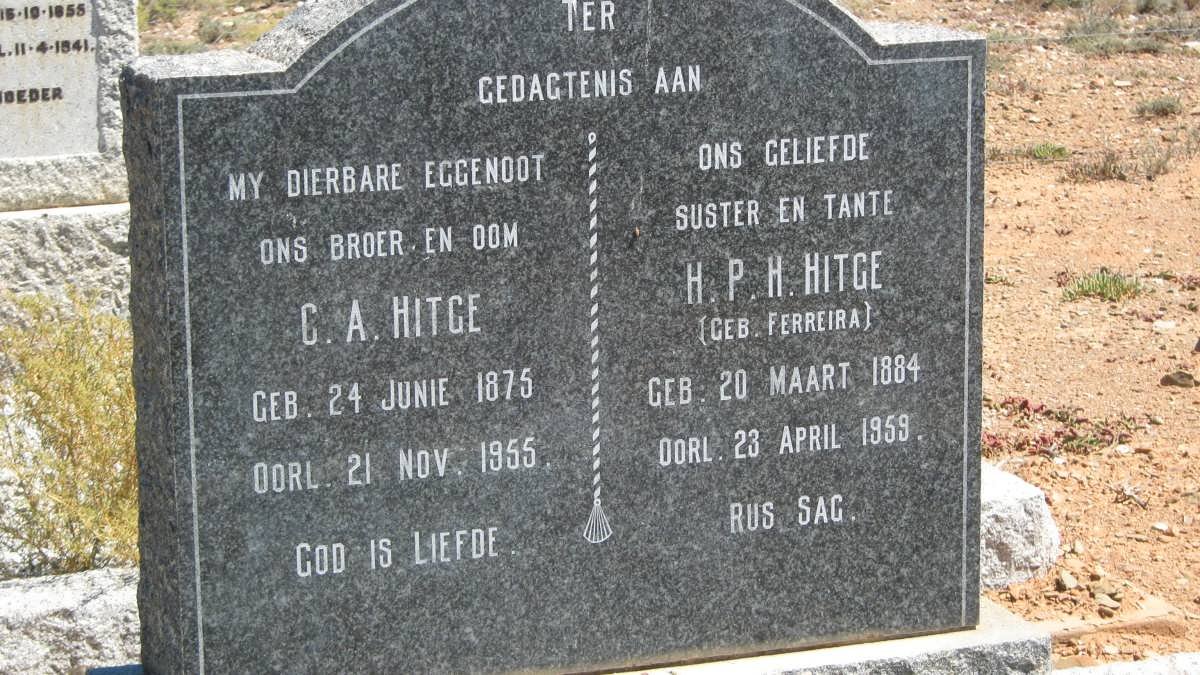 15·10·1855
L. 11·4·1941.
MOEDER
TER
GEDAGTENIS AAN
MY DIERBARE EGGENOOT
ONS BROER EN OOM
C. A. HITGE
GEB. 24 JUNIE 1875
OORL. 21 NOV. 1955.
GOD IS LIEFDE.
ONS GELIEFDE
SUSTER EN TANTE
H. P. H. HITGE
(GEB. FERREIRA)
GEB. 20 MAART 1884
OORL. 23 APRIL 1959.
RUS SAG.